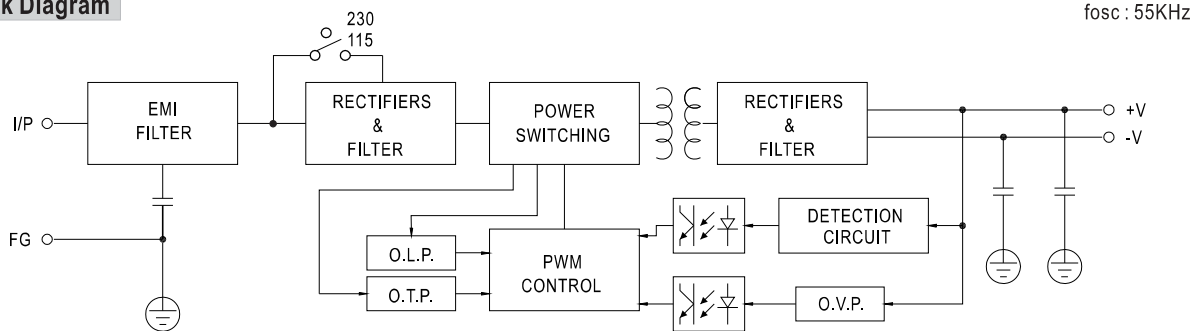 k Diagram
fosc : 55KHz
230
115
I/P
EMI
FILTER
RECTIFIERS
&
FILTER
POWER
SWITCHING
RECTIFIERS
&
FILTER
+V
-V
FG
O.L.P.
O.T.P.
PWM
CONTROL
DETECTION
CIRCUIT
O.V.P.